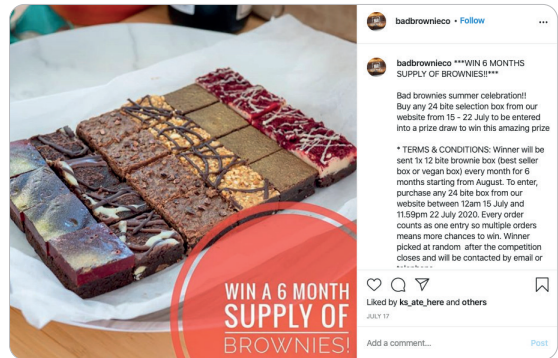 WIN A 6 MONTH
SUPPLY OF
BROWNIES!
badbrownieco • Follow
badbrownieco ***WIN 6 MONTHS
SUPPLY OF BROWNIES!!***
Bad brownies summer celebration!!
Buy any 24 bite selection box from our
website from 15 - 22 July to be entered
into a prize draw to win this amazing prize
* TERMS & CONDITIONS: Winner will be
sent 1x 12 bite brownie box (best seller
box or vegan box) every month for 6
months starting from August. To enter,
purchase any 24 bite box from our
website between 12am 15 July and
11.59pm 22 July 2020. Every order
counts as one entry so multiple orders
means more chances to win. Winner
picked at random after the competition
closes and will be contacted by email or
Liked by ks_ate_here and others
JULY 17
Add a comment...
Post